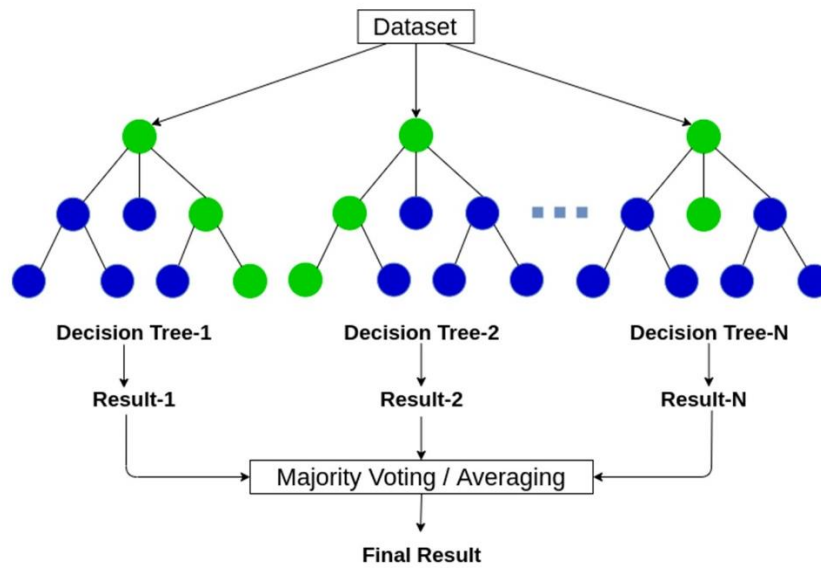 Dataset
Decision Tree-1
Decision Tree-2
Decision Tree-N
Result-1
Result-2
Result-N
Majority Voting / Averaging
Final Result